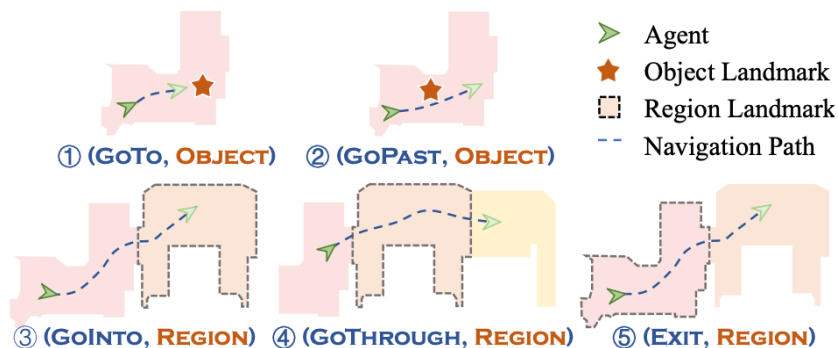 Agent
Object Landmark
Region Landmark
Navigation Path
① (GOTO, OBJECT)
② (GOPAST, OBJECT)
③ (GOINTO, REGION)
④ (GOTHROUGH, REGION)
⑤ (EXIT, REGION)